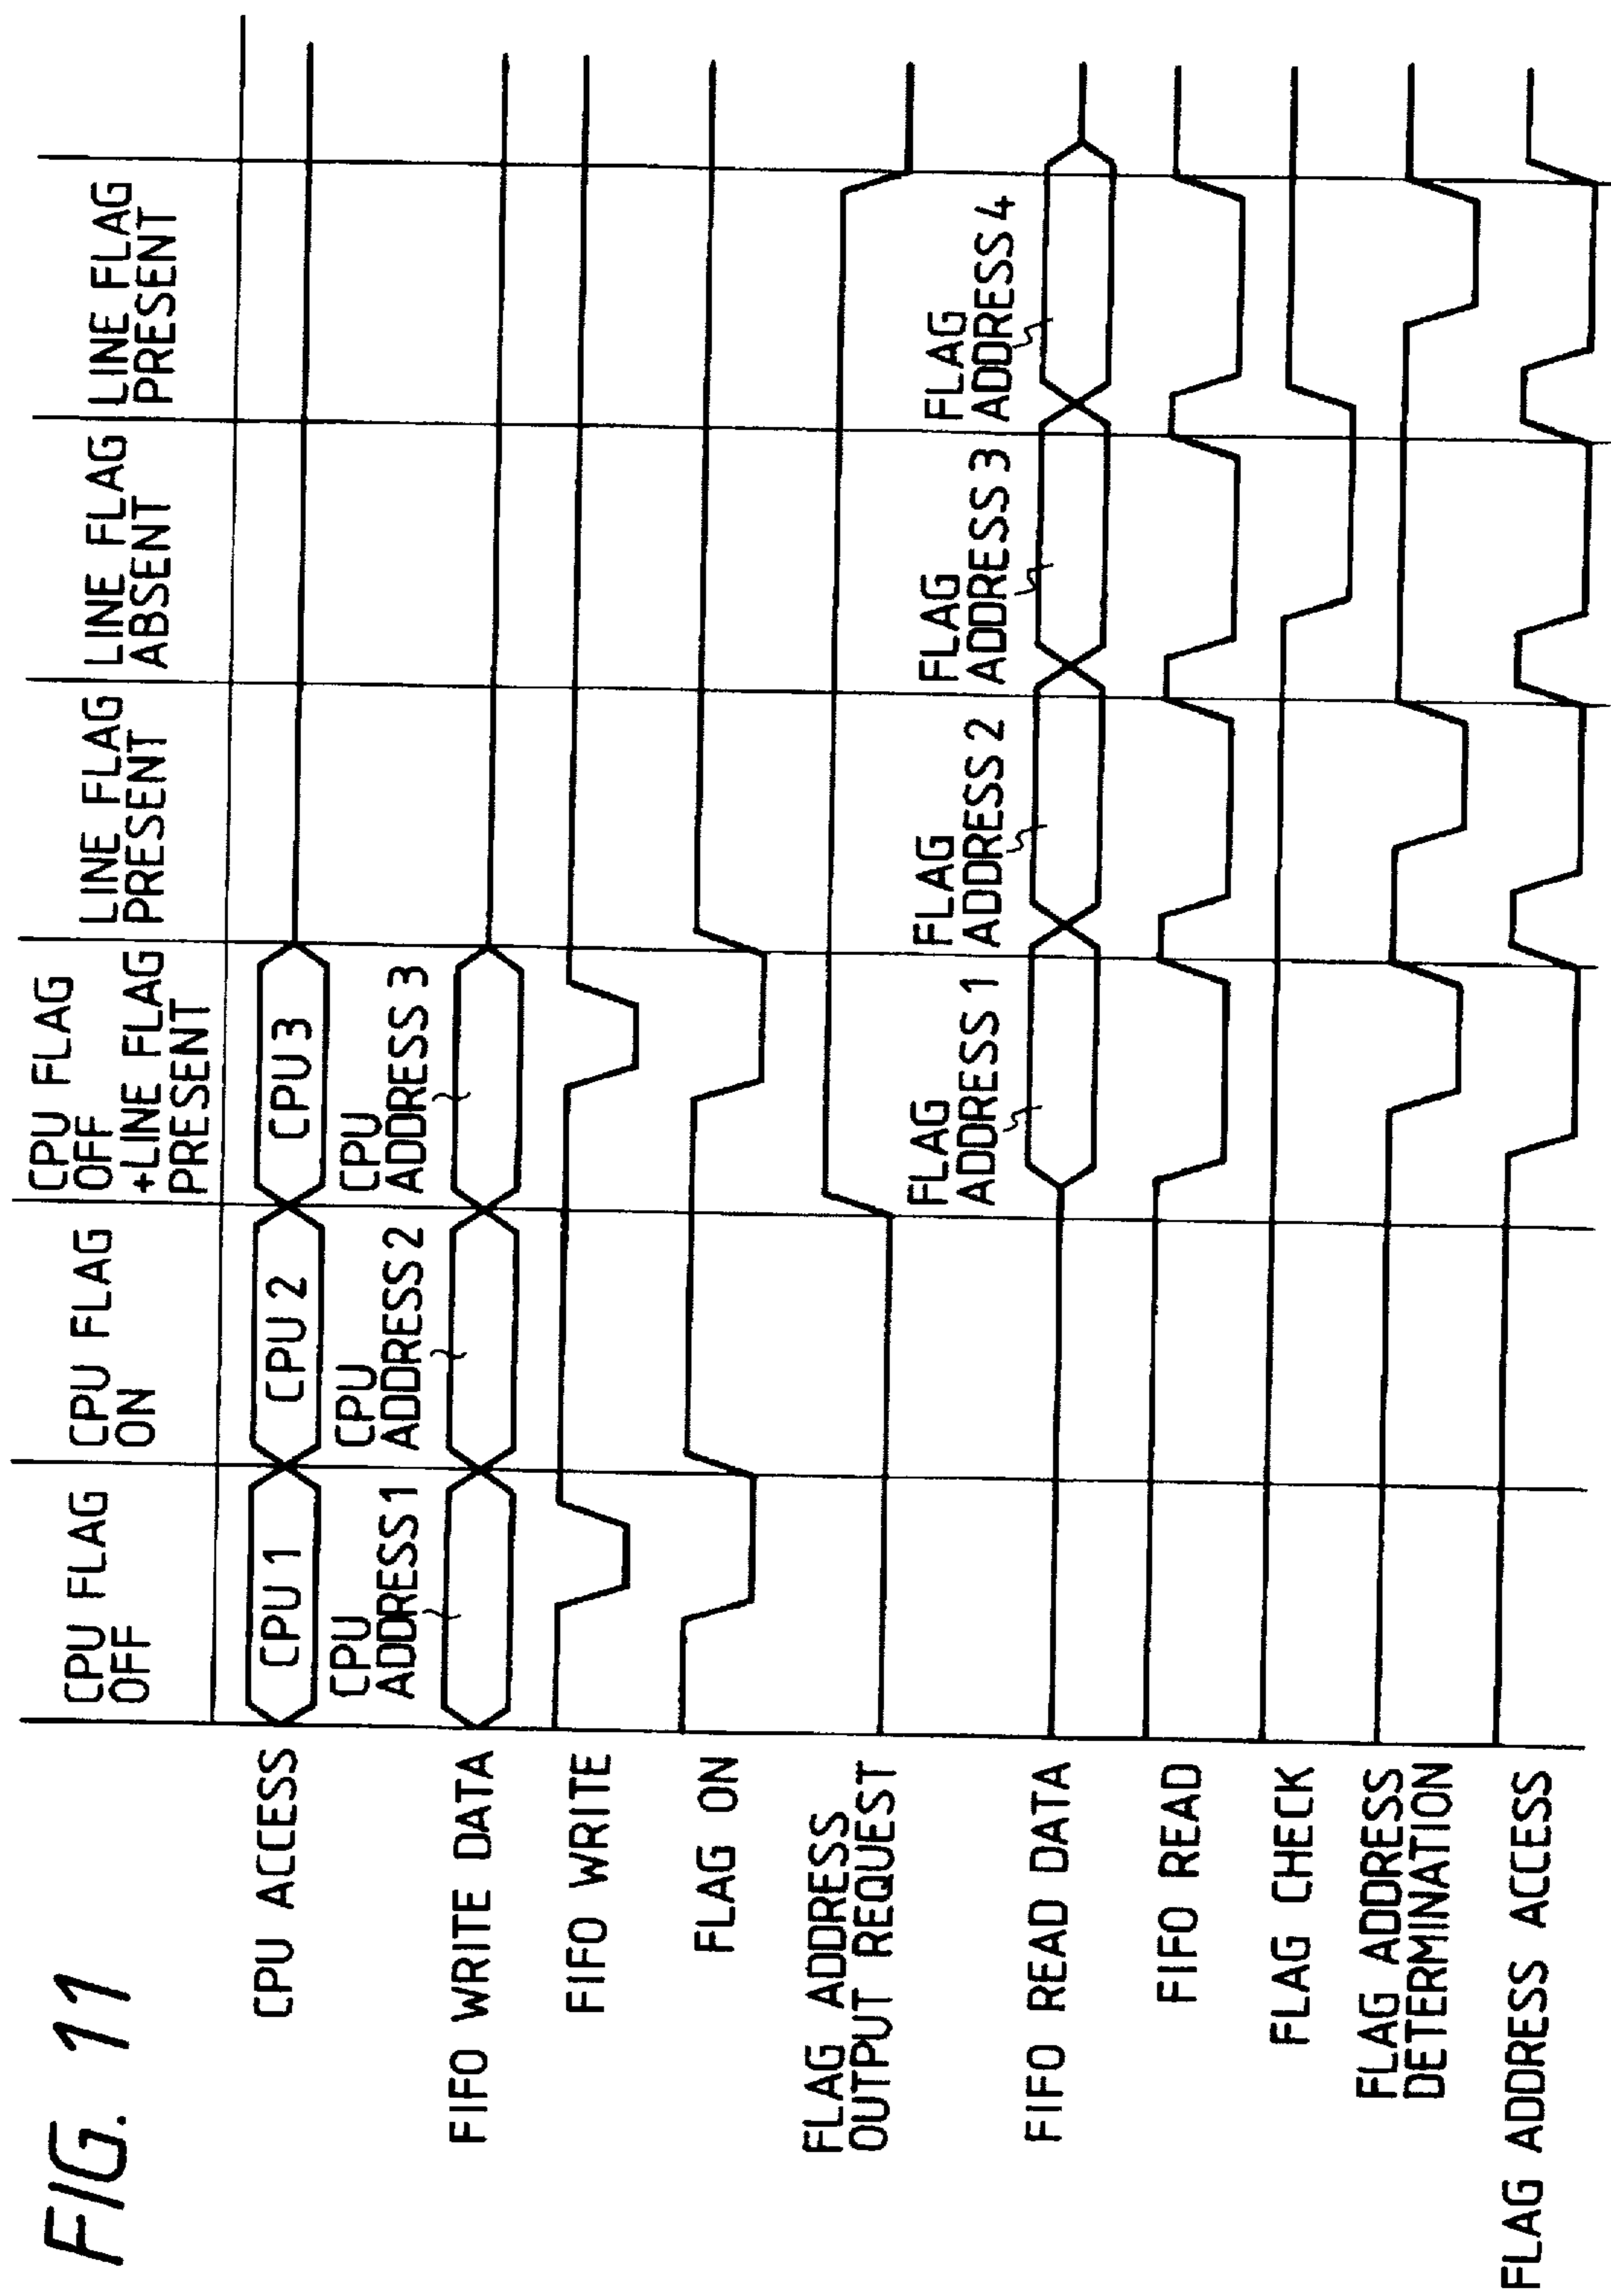 FIG. 11
CPU FLAG
OFF
CPU FLAG
ON
CPU FLAG
OFF
+LINE FLAG
PRESENT
LINE FLAG
PRESENT
LINE FLAG
ABSENT
LINE FLAG
PRESENT
CPU ACCESS
CPU 1
CPU 2
CPU 3
FIFO WRITE DATA
CPU
ADDRESS 1
CPU
ADDRESS 2
CPU
ADDRESS 3
FIFO WRITE
FLAG ON
FLAG ADDRESS
OUTPUT REQUEST
FIFO READ DATA
FLAG
ADDRESS 1
FLAG
ADDRESS 2
FLAG
ADDRESS 3
FLAG
ADDRESS 4
FIFO READ
FLAG CHECK
FLAG ADDRESS
DETERMINATION
FLAG ADDRESS ACCESS